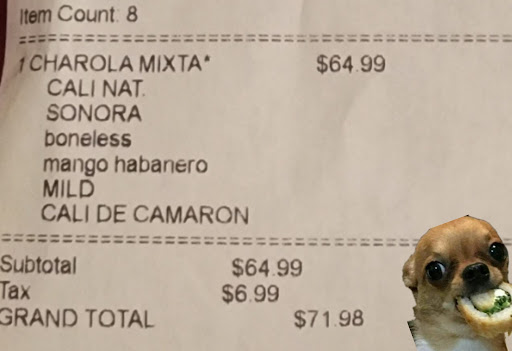 Item Count: 8
1 CHAROLA MIXTA* $64.99
CALI NAT.
SONORA
boneless
mango habanero
MILD
CALI DE CAMARON
Subtotal $64.99
Tax $6.99
GRAND TOTAL $71.98